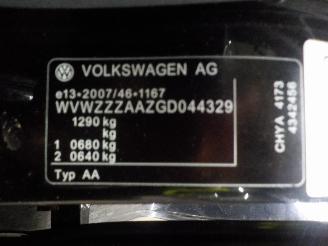 VOLKSWAGEN AG
e13*2007/46*1167
WVWZZZAAZGD044329
1290 kg
kg
1 0680 kg
2 0640 kg
Typ AA
CHYA 4173
4342456